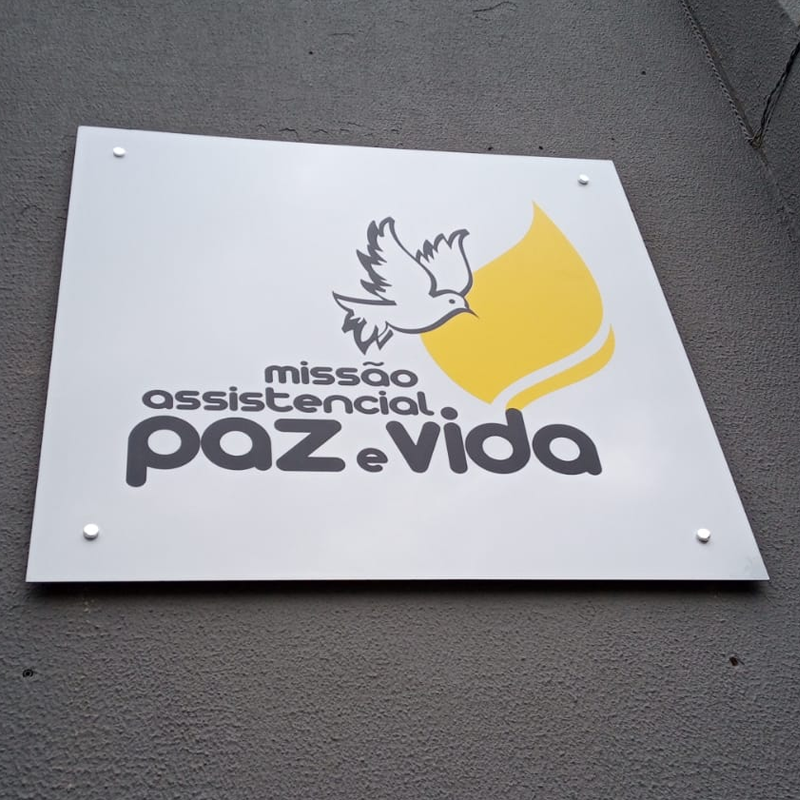 missão
assistencial
paz e vida